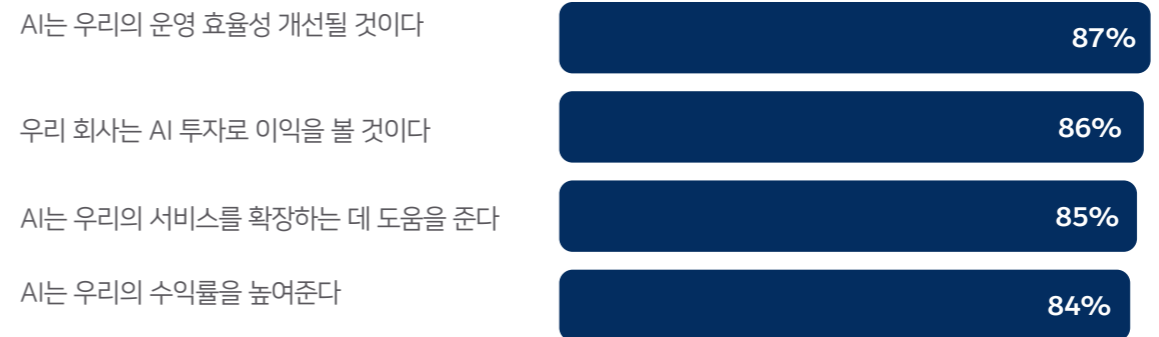 AI는 우리의 운영 효율성 개선될 것이다
87%
우리 회사는 AI 투자로 이익을 볼 것이다
86%
AI는 우리의 서비스를 확장하는 데 도움을 준다
85%
AI는 우리의 수익률을 높여준다
84%